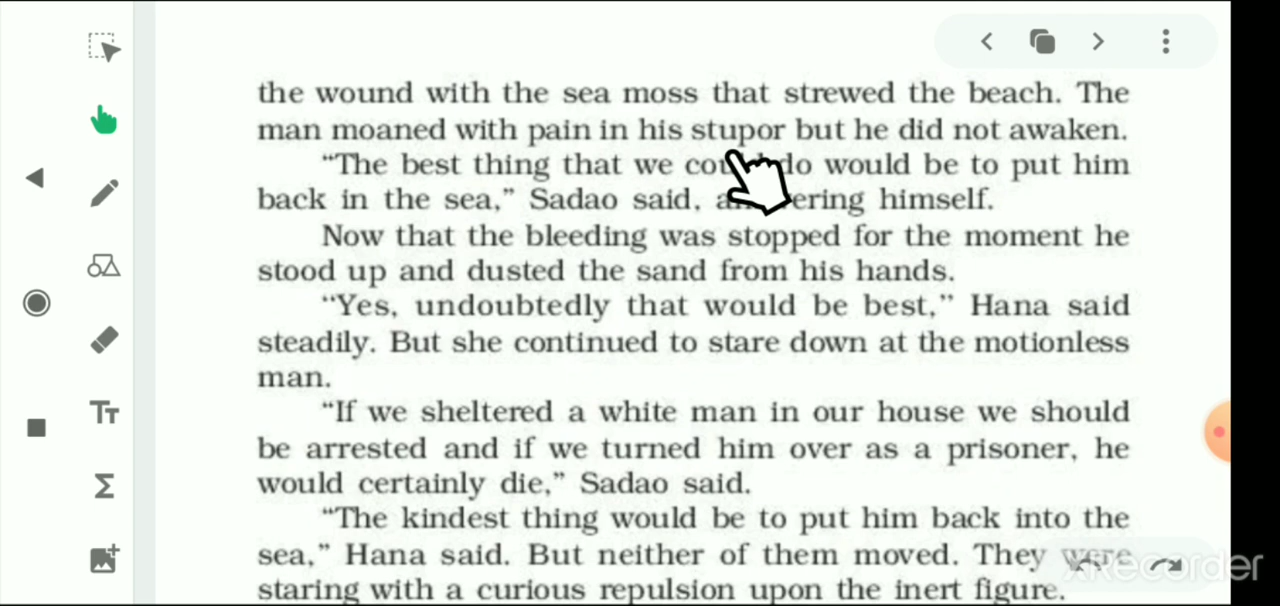 the wound with the sea moss that strewed the beach. The
man moaned with pain in his stupor but he did not awaken.
“The best thing that we could do would be to put him
back in the sea,” Sadao said, answering himself.
Now that the bleeding was stopped for the moment he
stood up and dusted the sand from his hands.
“Yes, undoubtedly that would be best,” Hana said
steadily. But she continued to stare down at the motionless
man.
“If we sheltered a white man in our house we should
be arrested and if we turned him over as a prisoner, he
would certainly die,” Sadao said.
“The kindest thing would be to put him back into the
sea,” Hana said. But neither of them moved. They were
staring with a curious repulsion upon the inert figure.
Tт
Σ
XRecorder